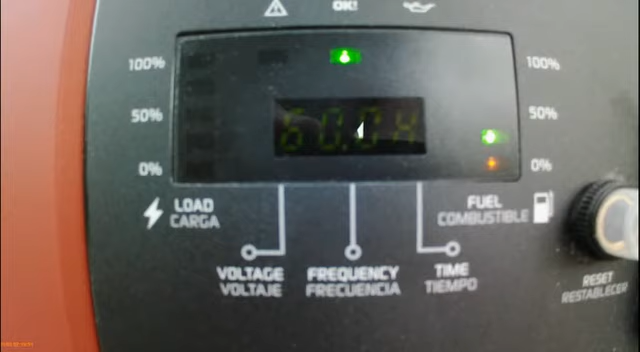 OK!
100%
100%
50%
50%
60.0H
0%
0%
LOAD
CARGA
FUEL
COMBUSTIBLE
VOLTAGE
VOLTAJE
FREQUENCY
FRECUENCIA
TIME
TIEMPO
RESET
RESTABLECER